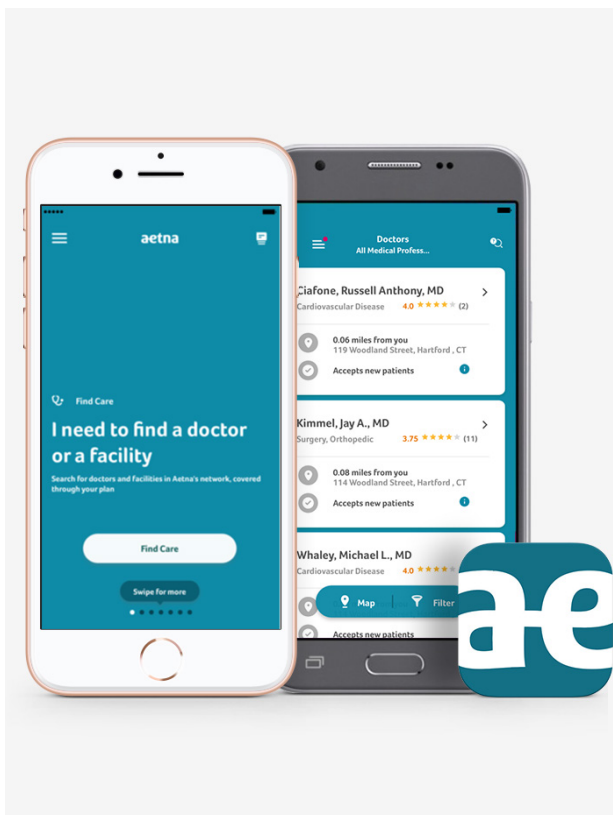 aetna
Find Care
I need to find a doctor
or a facility
Search for doctors and facilities in Aetna's network, covered
through your plan
Find Care
Swipe for more
Doctors
All Medical Profess...
Ciafone, Russell Anthony, MD
Cardiovascular Disease 4.0 (2)
0.06 miles from you
119 Woodland Street, Hartford , CT
Accepts new patients
Kimmel, Jay A., MD
Surgery, Orthopedic 3.75 (11)
0.08 miles from you
114 Woodland Street, Hartford , CT
Accepts new patients
Whaley, Michael L., MD
Cardiovascular Disease 4.0
Map Filter
Accepts new patients
ae